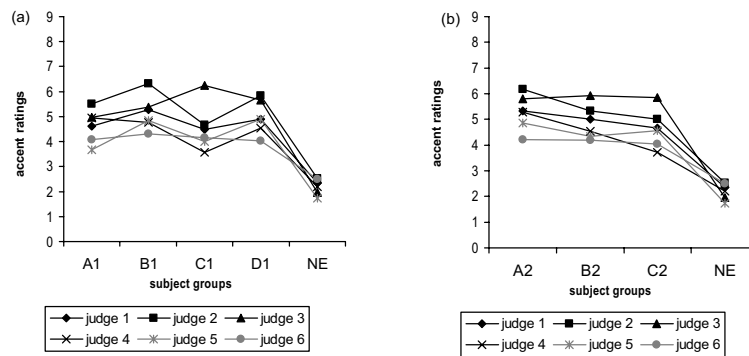 (a)
9
8
7
6
5
4
3
2
1
0
accent ratings
A1 B1 C1 D1 NE
subject groups
judge 1 judge 2 judge 3
judge 4 judge 5 judge 6
(b)
9
8
7
6
5
4
3
2
1
0
accent ratings
A2 B2 C2 NE
subject groups
judge 1 judge 2 judge 3
judge 4 judge 5 judge 6